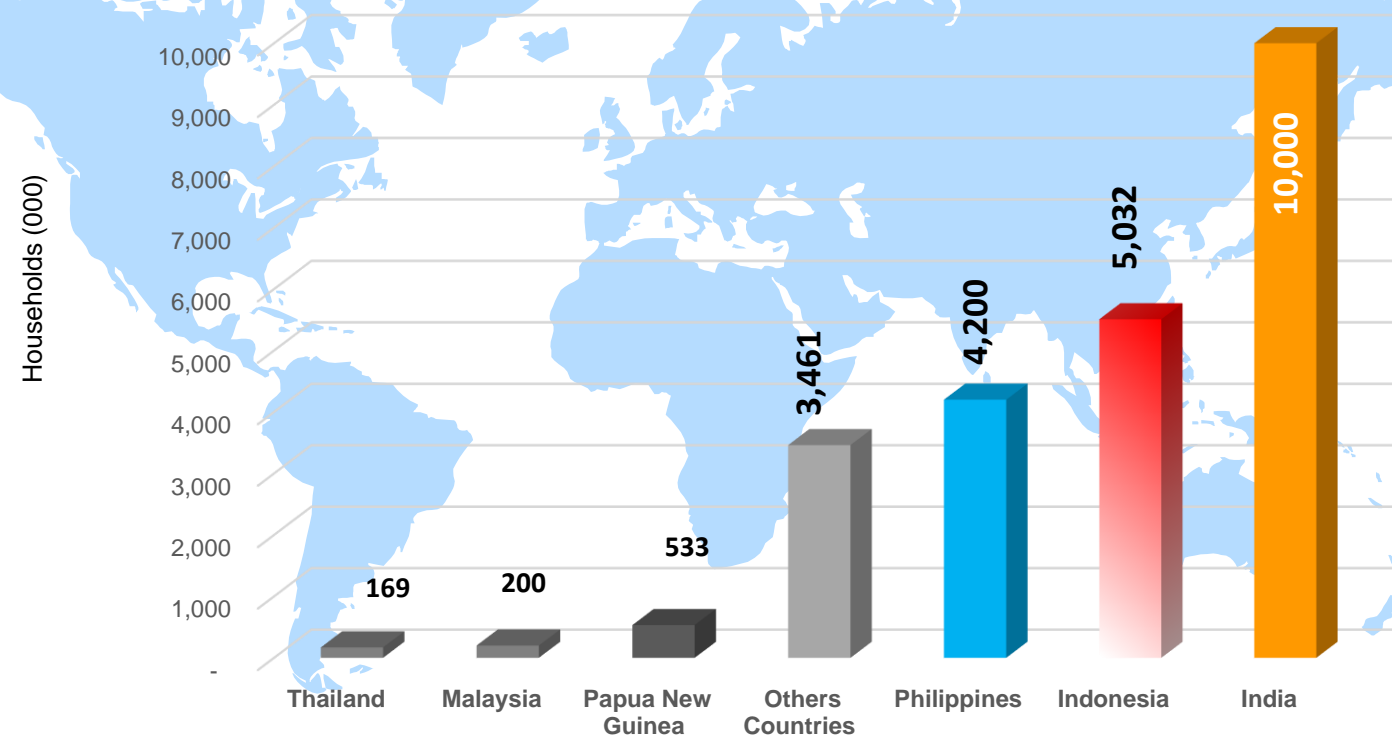 Households (000)
10,000
9,000
8,000
7,000
6,000
5,000
4,000
3,000
2,000
1,000
-
169
200
533
3,461
4,200
5,032
10,000
Thailand
Malaysia
Papua New
Guinea
Others
Countries
Philippines
Indonesia
India